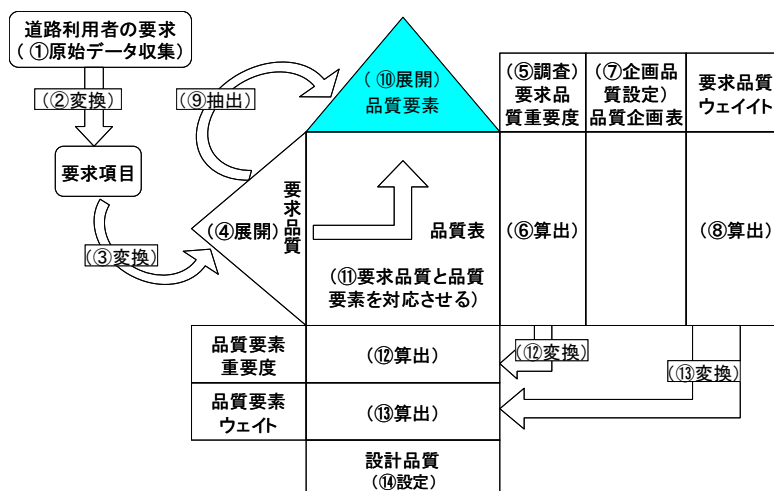 道路利用者の要求
(①原始データ収集)
(②変換)
(⑨抽出)
要求項目
(③変換)
(④展開)
要求品質
(⑩展開)
品質要素
(⑤調査)
要求品
質重要度
(⑦企画品
質設定)
品質企画表
要求品質
ウェイイト
品質表
(⑥算出)
(⑧算出)
(⑪要求品質と品質
要素を対応させる)
品質要素
重要度
(⑫算出)
(⑫変換)
(⑬変換)
品質要素
ウェイト
(⑬算出)
設計品質
(⑭設定)